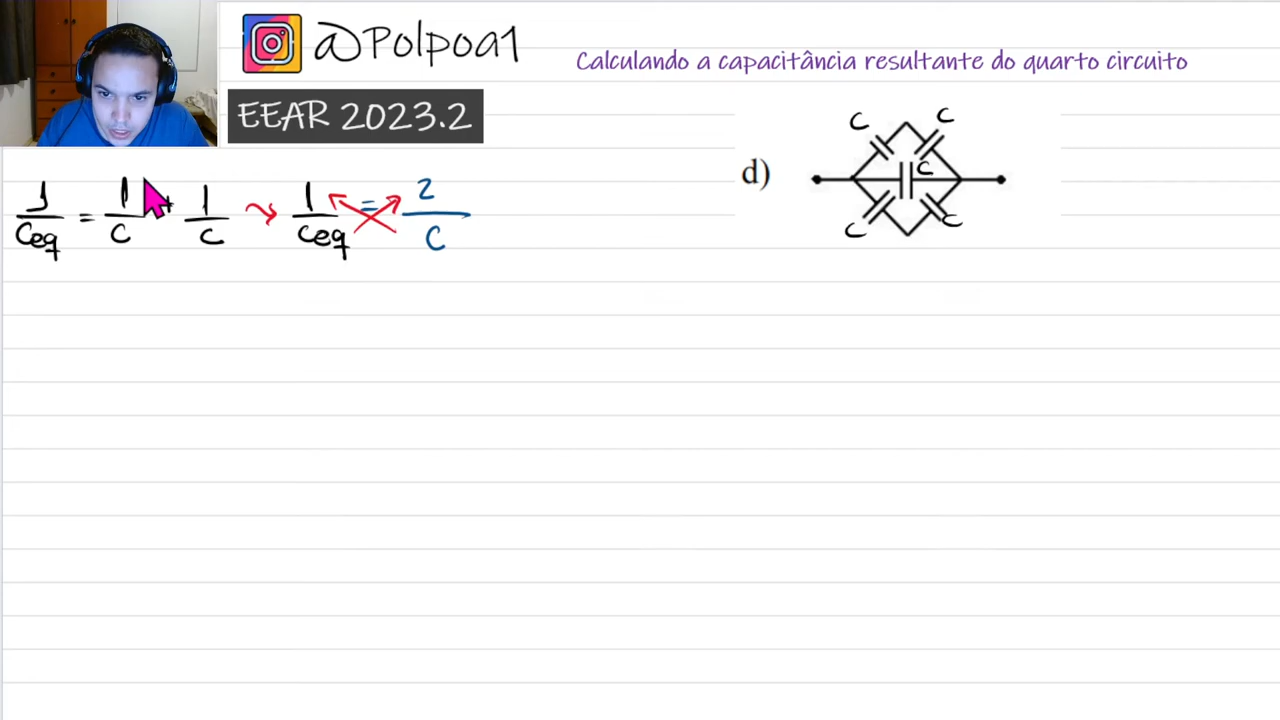 @Polpoa1
Calculando a capacitância resultante do quarto circuito
EEAR 2023.2
d)
C
C
C
C
C
1/Ceq = 1/C + 1/C ⤳ 1/Ceq = 2/C